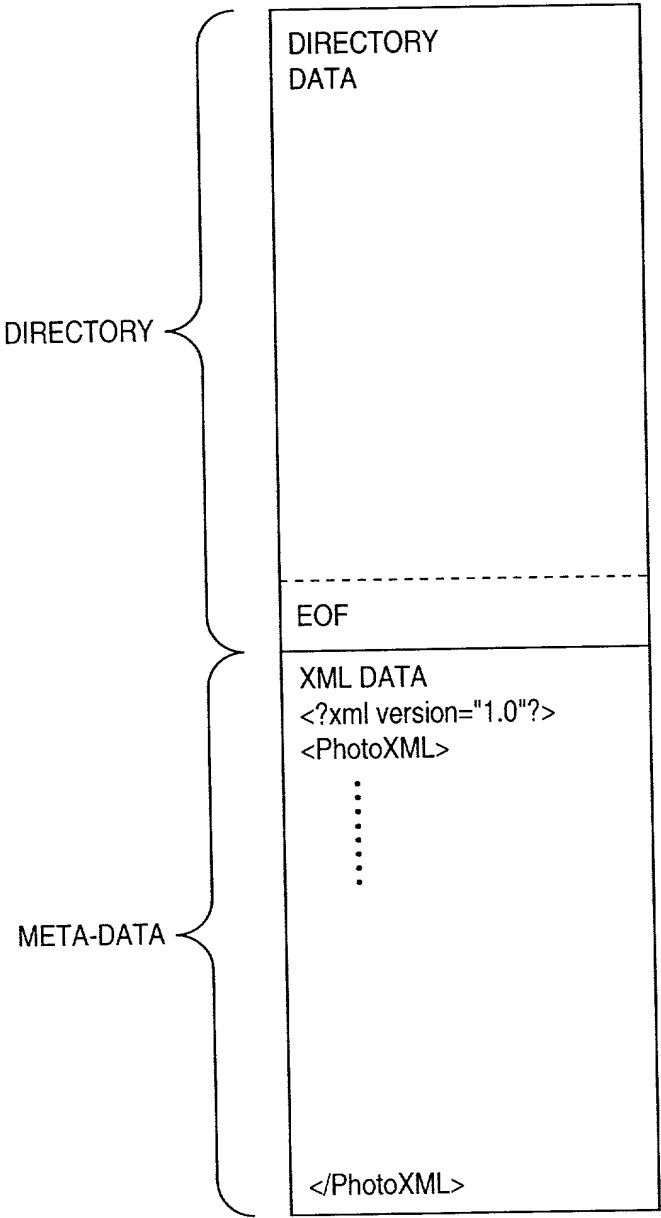 DIRECTORY
DATA
DIRECTORY
EOF
XML DATA
<?xml version="1.0"?>
<PhotoXML>
META-DATA
</PhotoXML>